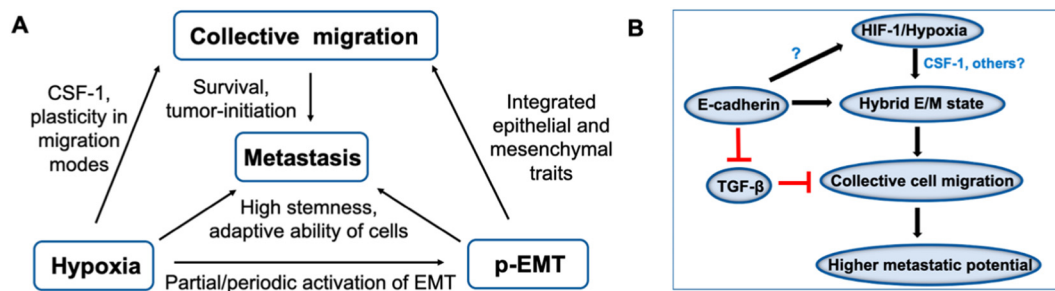 A
Collective migration
CSF-1,
plasticity in
migration
modes
Survival,
tumor-initiation
Integrated
epithelial and
mesenchymal
traits
Metastasis
High stemness,
adaptive ability of cells
Hypoxia
p-EMT
Partial/periodic activation of EMT
B
HIF-1/Hypoxia
?
CSF-1, others?
E-cadherin
Hybrid E/M state
TGF-β
Collective cell migration
Higher metastatic potential